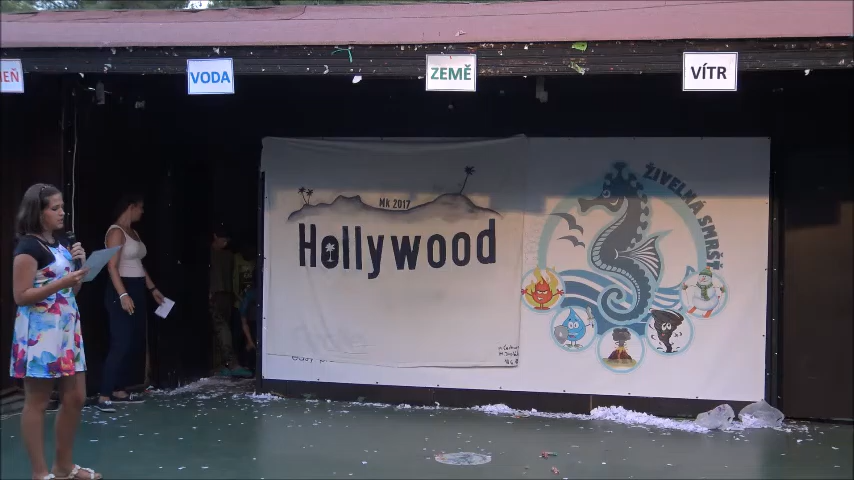 VODA
ZEMĚ
VÍTR
MK 2017
Hollywood
ŽIVELNÁ SMRŠŤ